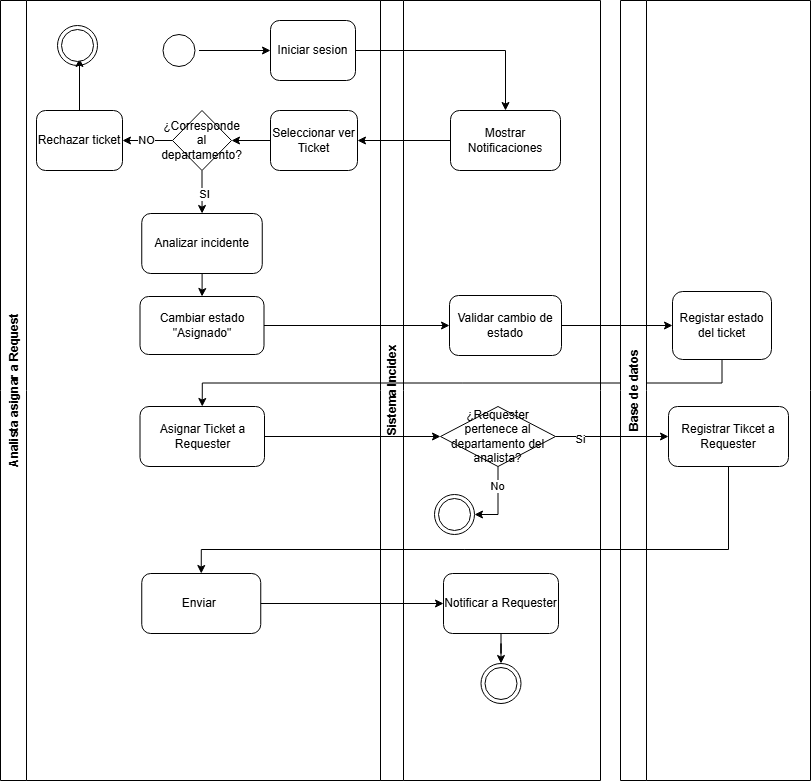 Analista asignar a Request
Sistema Incidex
Base de datos
Iniciar sesion
Mostrar
Notificaciones
Seleccionar ver
Ticket
¿Corresponde
al
departamento?
NO
Rechazar ticket
SI
Analizar incidente
Cambiar estado
"Asignado"
Validar cambio de
estado
Registar estado
del ticket
Asignar Ticket a
Requester
¿Requester
pertenece al
departamento del
analista?
Si
Registrar Tikcet a
Requester
No
Enviar
Notificar a Requester